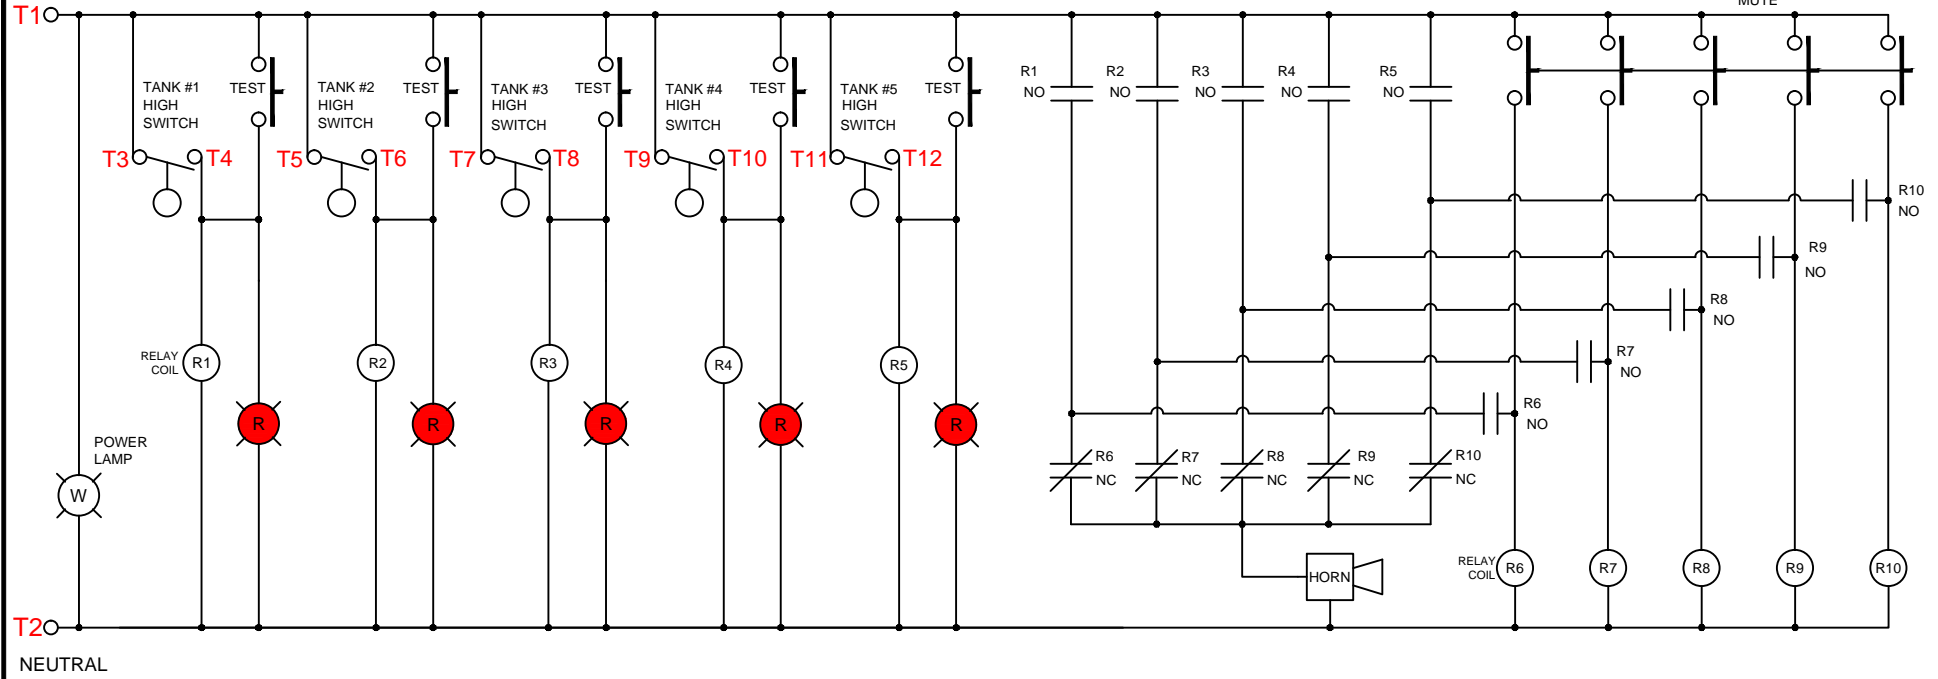 MUTE
T1
TANK #1
HIGH
SWITCH
TEST
TANK #2
HIGH
SWITCH
TEST
TANK #3
HIGH
SWITCH
TEST
TANK #4
HIGH
SWITCH
TEST
TANK #5
HIGH
SWITCH
TEST
R1
NO
R2
NO
R3
NO
R4
NO
R5
NO
T3
T4
T5
T6
T7
T8
T9
T10
T11
T12
R10
NO
R9
NO
R8
NO
R7
NO
R6
NO
RELAY
COIL
R1
R2
R3
R4
R5
R
R
R
R
R
POWER
LAMP
W
R6
NC
R7
NC
R8
NC
R9
NC
R10
NC
HORN
RELAY
COIL
R6
R7
R8
R9
R10
T2
NEUTRAL